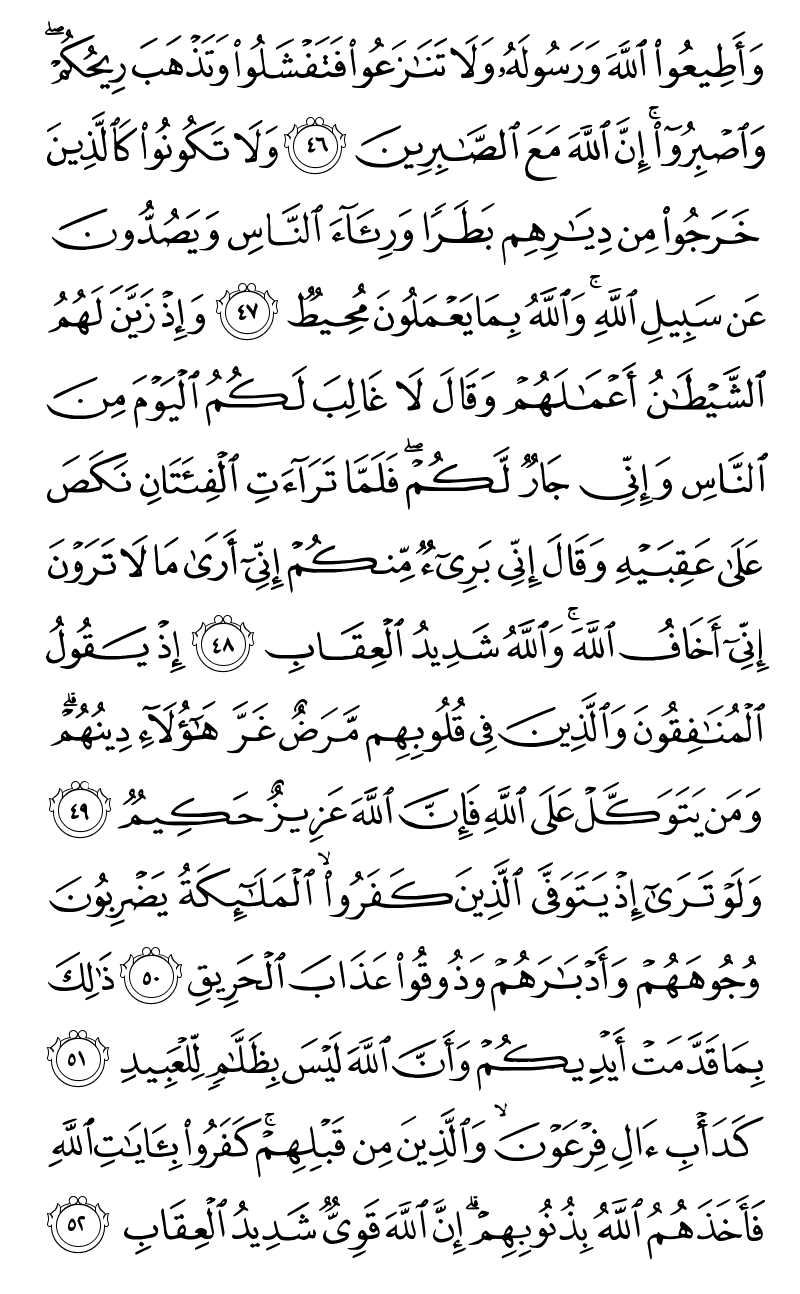 وَأَطِيعُوا۟ ٱللَّهَ وَرَسُولَهُۥ وَلَا تَنَـٰزَعُوا۟ فَتَفْشَلُوا۟ وَتَذْهَبَ رِيحُكُمْ ۖ
وَٱصْبِرُوٓا۟ ۚ إِنَّ ٱللَّهَ مَعَ ٱلصَّـٰبِرِينَ ٤٦ وَلَا تَكُونُوا۟ كَٱلَّذِينَ
خَرَجُوا۟ مِن دِيَـٰرِهِم بَطَرًا وَرِئَآءَ ٱلنَّاسِ وَيَصُدُّونَ
عَن سَبِيلِ ٱللَّهِ ۚ وَٱللَّهُ بِمَا يَعْمَلُونَ مُحِيطٌ ٤٧ وَإِذْ زَيَّنَ لَهُمُ
ٱلشَّيْطَـٰنُ أَعْمَـٰلَهُمْ وَقَالَ لَا غَالِبَ لَكُمُ ٱلْيَوْمَ مِنَ
ٱلنَّاسِ وَإِنِّى جَارٌ لَّكُمْ ۖ فَلَمَّا تَرَآءَتِ ٱلْفِئَتَانِ نَكَصَ
عَلَىٰ عَقِبَيْهِ وَقَالَ إِنِّى بَرِىٓءٌ مِّنكُمْ إِنِّىٓ أَرَىٰ مَا لَا تَرَوْنَ
إِنِّىٓ أَخَافُ ٱللَّهَ ۚ وَٱللَّهُ شَدِيدُ ٱلْعِقَابِ ٤٨ إِذْ يَقُولُ
ٱلْمُنَـٰفِقُونَ وَٱلَّذِينَ فِى قُلُوبِهِم مَّرَضٌ غَرَّ هَـٰٓؤُلَآءِ دِينُهُمْ ۗ
وَمَن يَتَوَكَّلْ عَلَى ٱللَّهِ فَإِنَّ ٱللَّهَ عَزِيزٌ حَكِيمٌ ٤٩
وَلَوْ تَرَىٰٓ إِذْ يَتَوَفَّى ٱلَّذِينَ كَفَرُوا۟ ۙ ٱلْمَلَـٰٓئِكَةُ يَضْرِبُونَ
وُجُوهَهُمْ وَأَدْبَـٰرَهُمْ وَذُوقُوا۟ عَذَابَ ٱلْحَرِيقِ ٥٠ ذَٰلِكَ
بِمَا قَدَّمَتْ أَيْدِيكُمْ وَأَنَّ ٱللَّهَ لَيْسَ بِظَلَّـٰمٍ لِّلْعَبِيدِ ٥١
كَدَأْبِ ءَالِ فِرْعَوْنَ ۙ وَٱلَّذِينَ مِن قَبْلِهِمْ ۚ كَفَرُوا۟ بِـَٔايَـٰتِ ٱللَّهِ
فَأَخَذَهُمُ ٱللَّهُ بِذُنُوبِهِمْ ۗ إِنَّ ٱللَّهَ قَوِىٌّ شَدِيدُ ٱلْعِقَابِ ٥٢